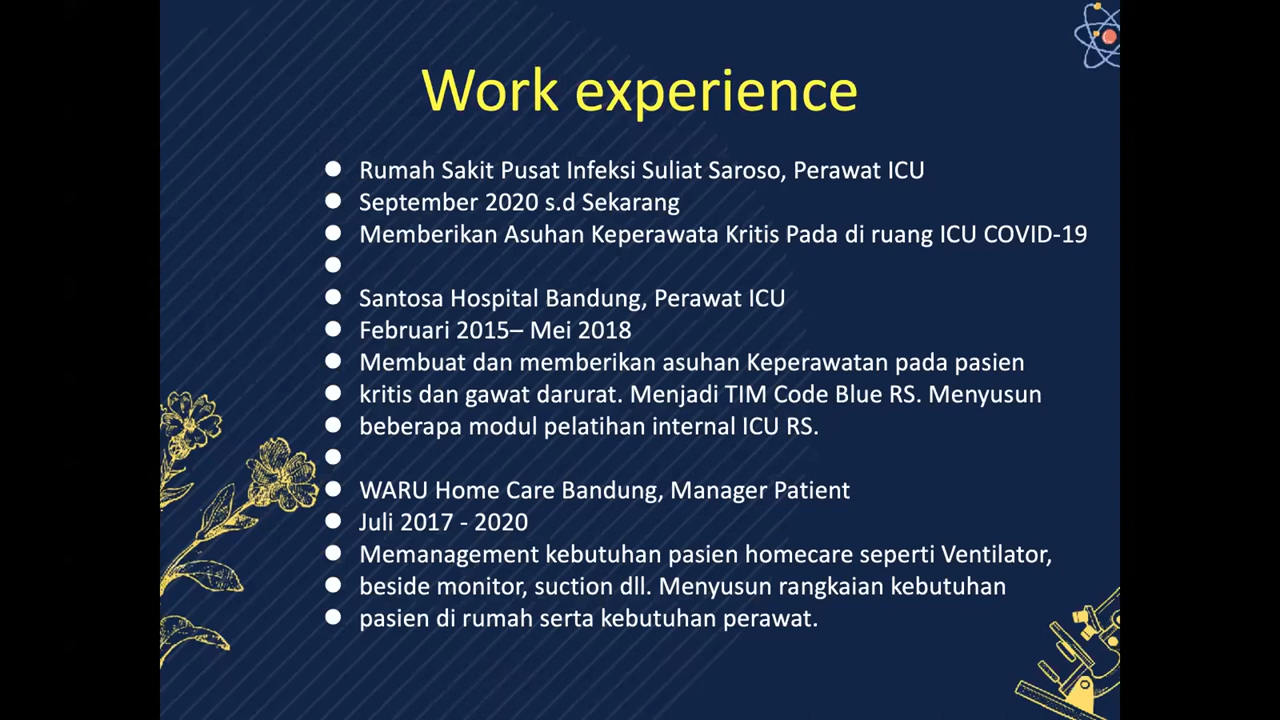 Work experience
Rumah Sakit Pusat Infeksi Suliat Saroso, Perawat ICU
September 2020 s.d Sekarang
Memberikan Asuhan Keperawata Kritis Pada di ruang ICU COVID-19
Santosa Hospital Bandung, Perawat ICU
Februari 2015– Mei 2018
Membuat dan memberikan asuhan Keperawatan pada pasien
kritis dan gawat darurat. Menjadi TIM Code Blue RS. Menyusun
beberapa modul pelatihan internal ICU RS.
WARU Home Care Bandung, Manager Patient
Juli 2017 - 2020
Memanagement kebutuhan pasien homecare seperti Ventilator,
beside monitor, suction dll. Menyusun rangkaian kebutuhan
pasien di rumah serta kebutuhan perawat.